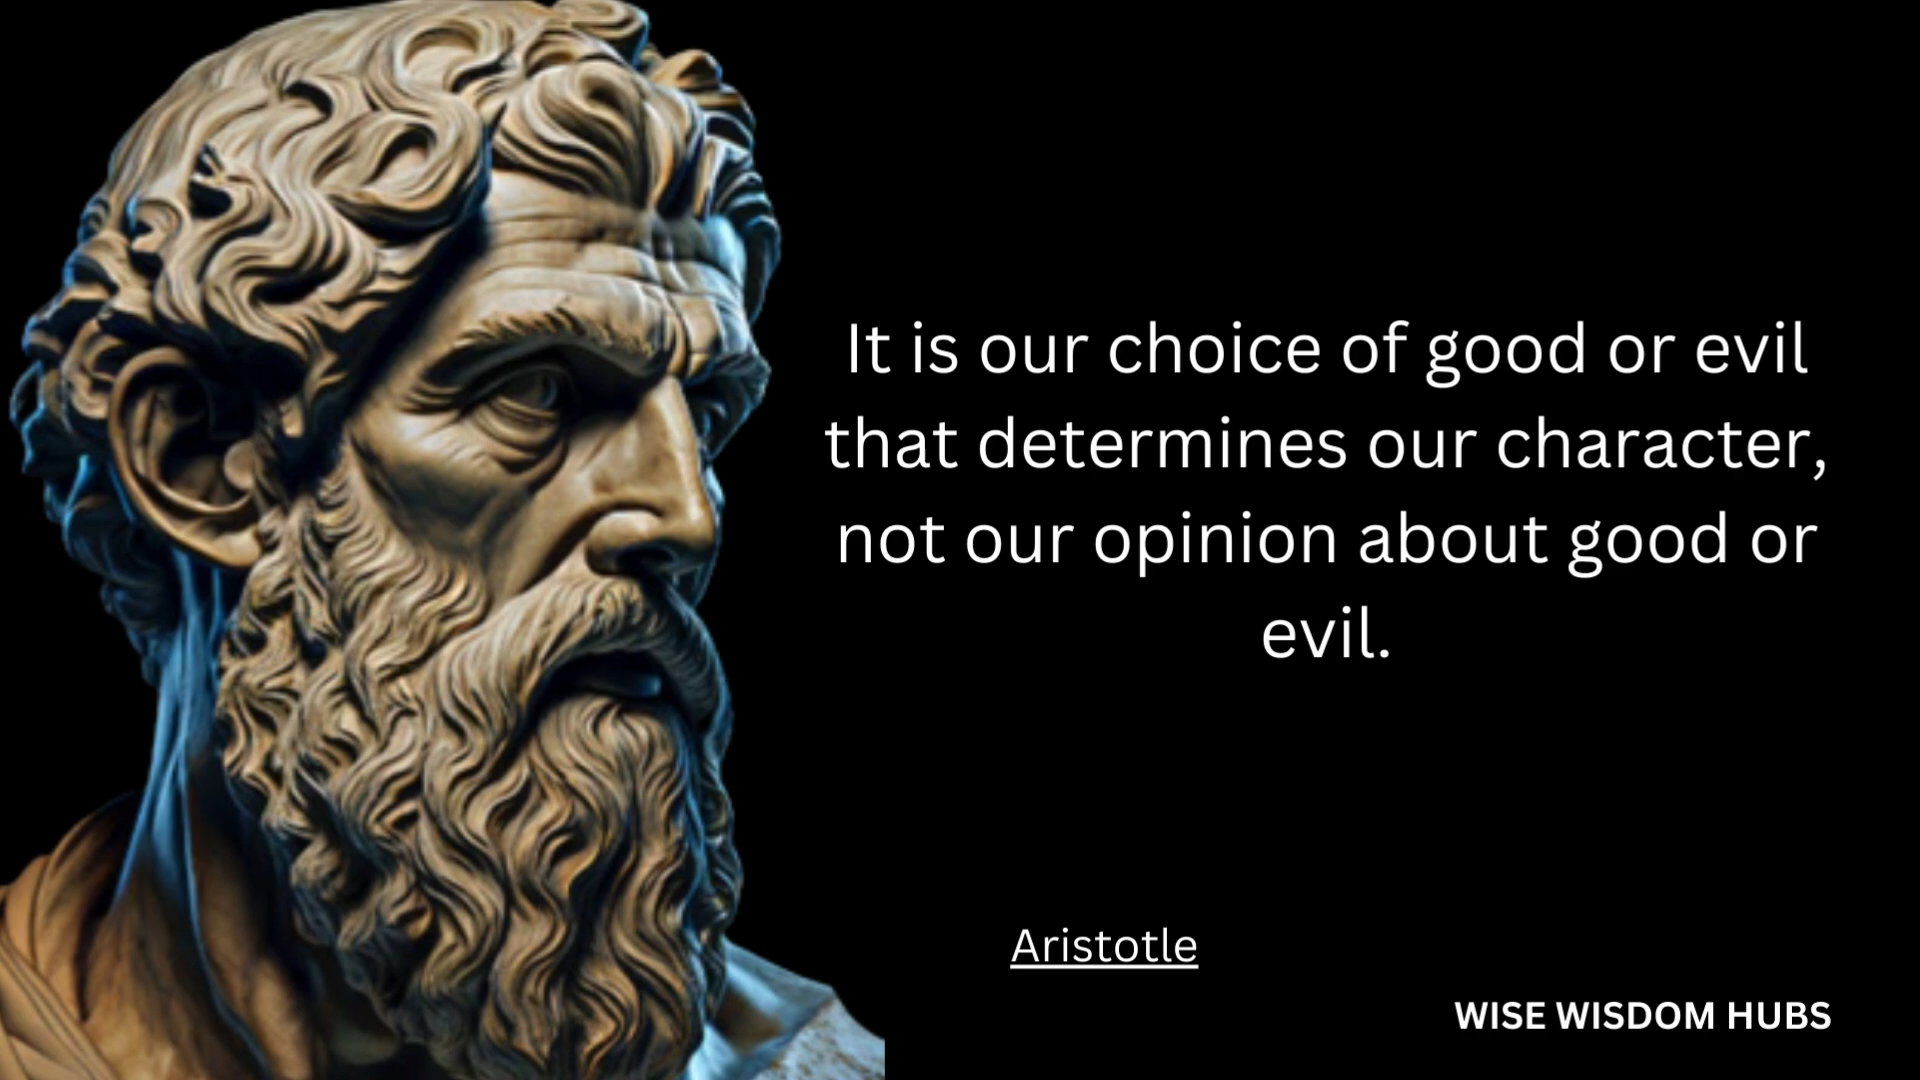 It is our choice of good or evil
that determines our character,
not our opinion about good or
evil.
Aristotle
WISE WISDOM HUBS